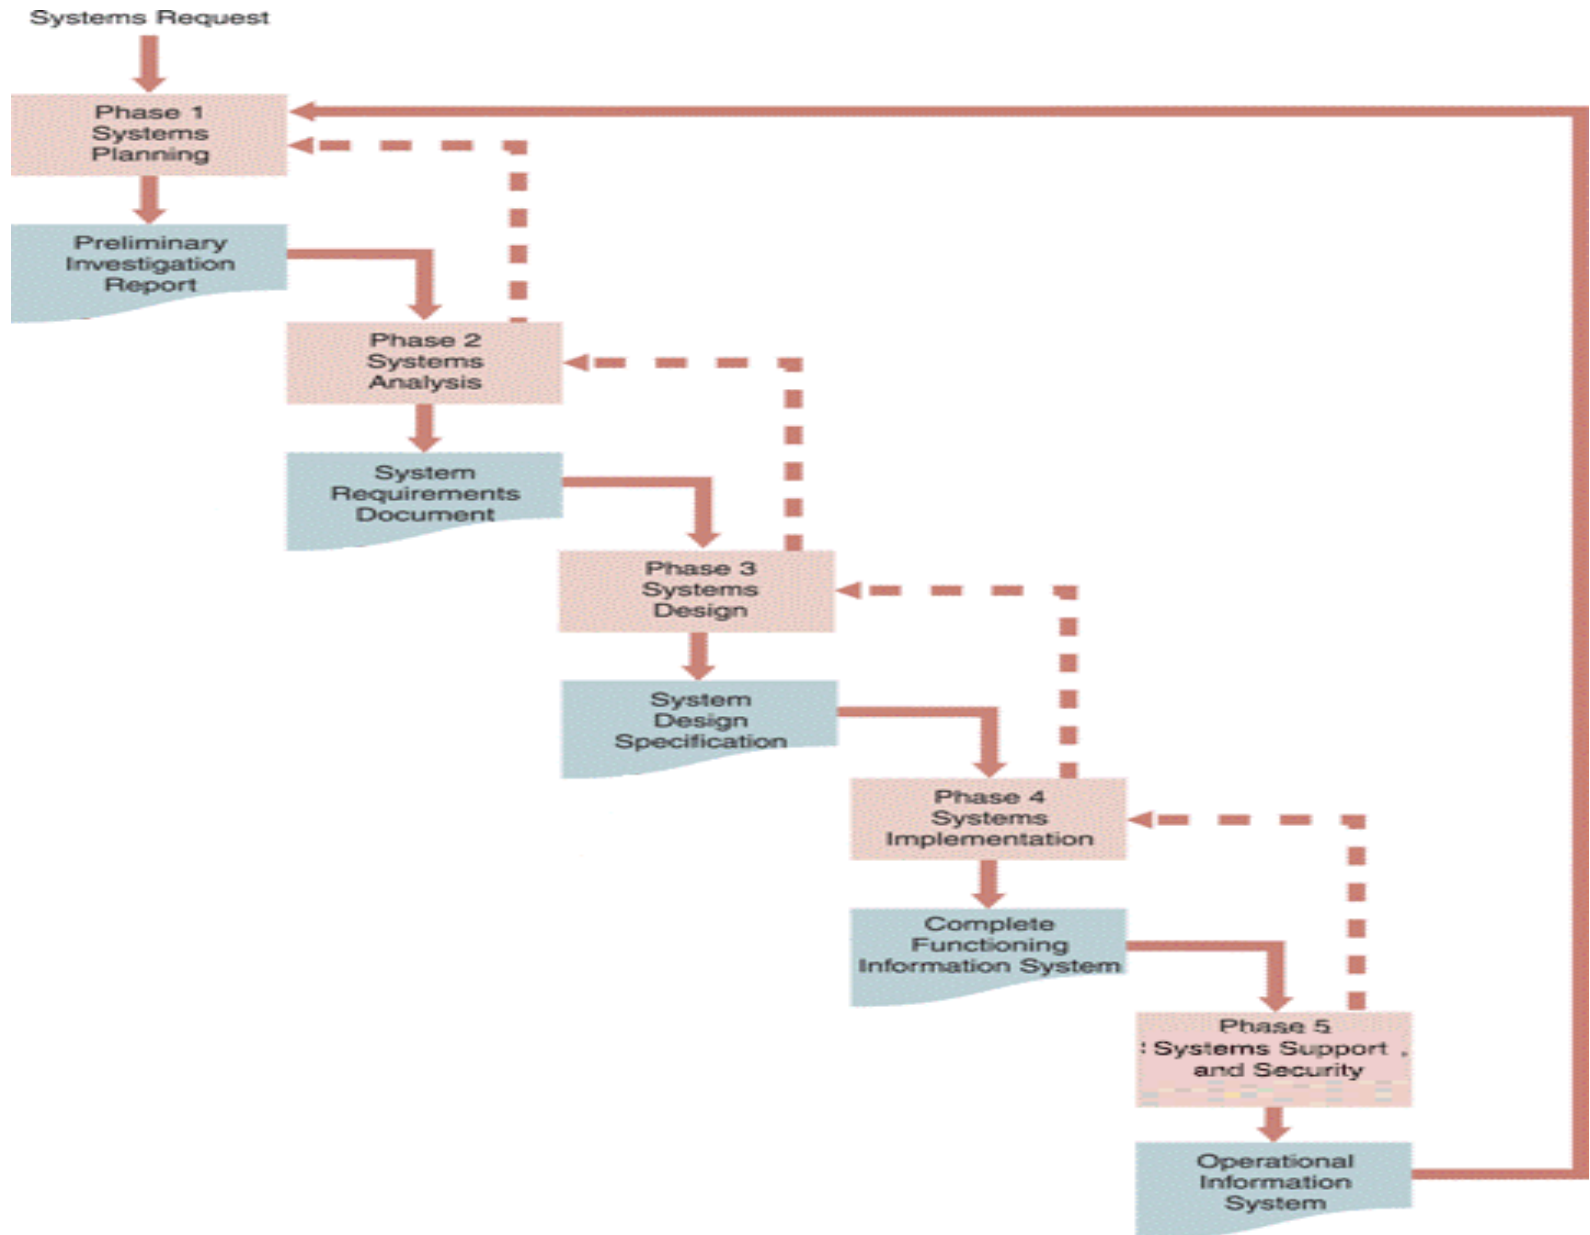 Systems Request
Phase 1
Systems
Planning
Preliminary
Investigation
Report
Phase 2
Systems
Analysis
System
Requirements
Document
Phase 3
Systems
Design
System
Design
Specification
Phase 4
Systems
Implementation
Complete
Functioning
Information System
Phase 5
Systems Support
and Security
Operational
Information
System